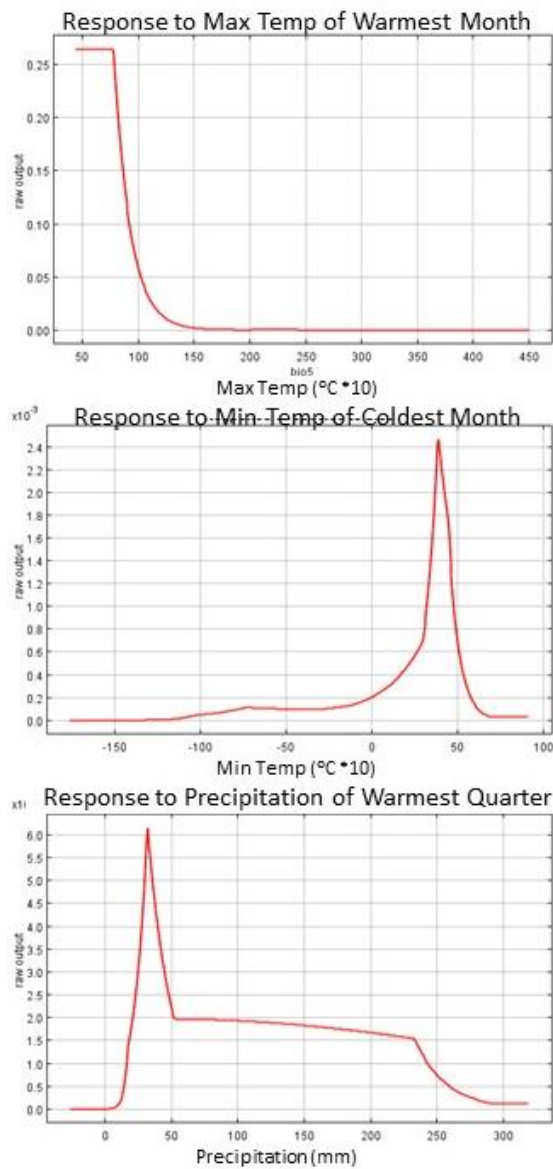 Response to Max Temp of Warmest Month
0.25
0.20
0.15
0.10
0.05
0.00
raw output
50 100 150 200 250 300 350 400 450
bio5
Max Temp (°C *10)
x10⁻³
Response to Min Temp of Coldest Month
2.4
2.2
2.0
1.8
1.6
1.4
1.2
1.0
0.8
0.6
0.4
0.2
0.0
raw output
-150 -100 -50 0 50 100
Min Temp (°C *10)
Response to Precipitation of Warmest Quarter
6.0
5.5
5.0
4.5
4.0
3.5
3.0
2.5
2.0
1.5
1.0
0.5
0.0
raw output
0 50 100 150 200 250 300
Precipitation (mm)